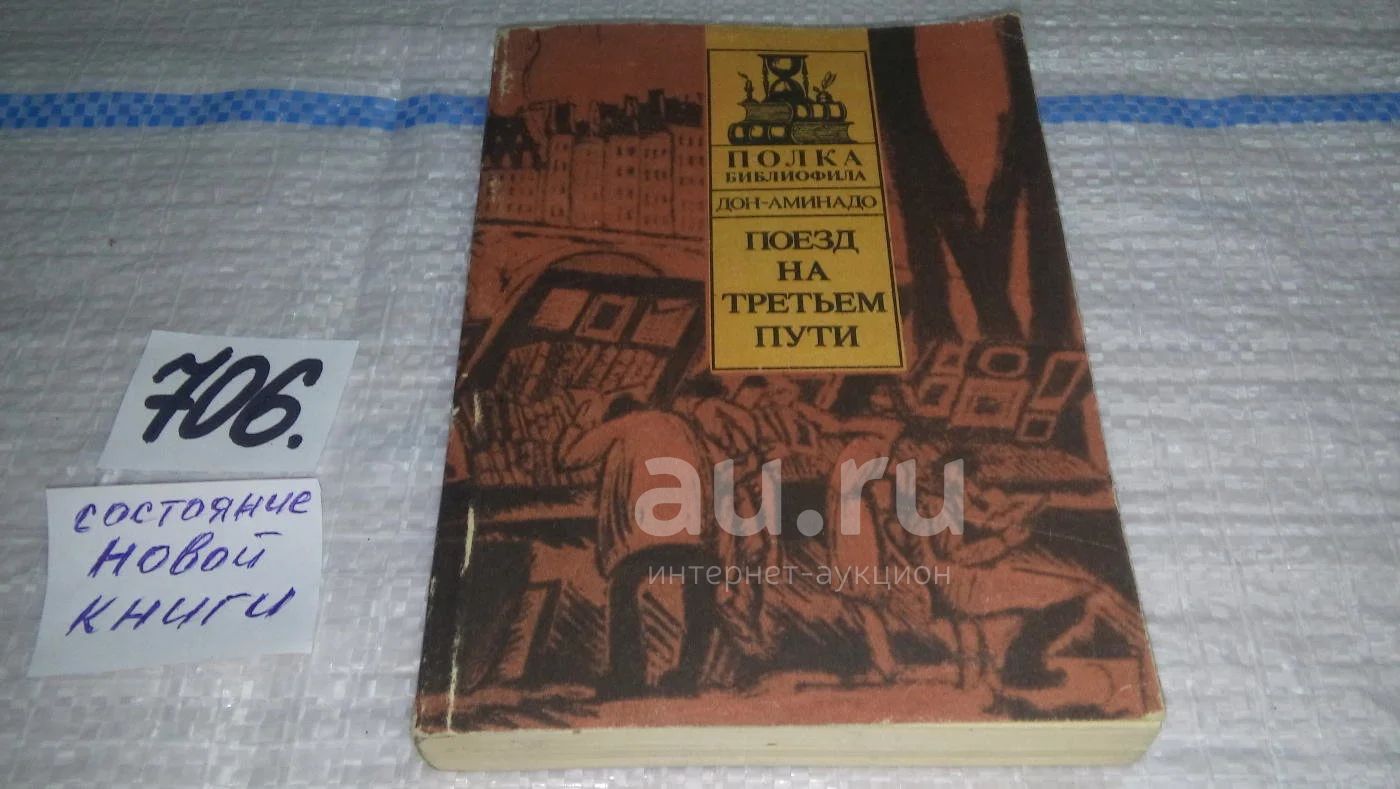 ПОЛКА
БИБЛИОФИЛА
ДОН-АМИНАДО
ПОЕЗД
НА
ТРЕТЬЕМ
ПУТИ
706.
состояние
новой
книги
au.ru
интернет-аукцион